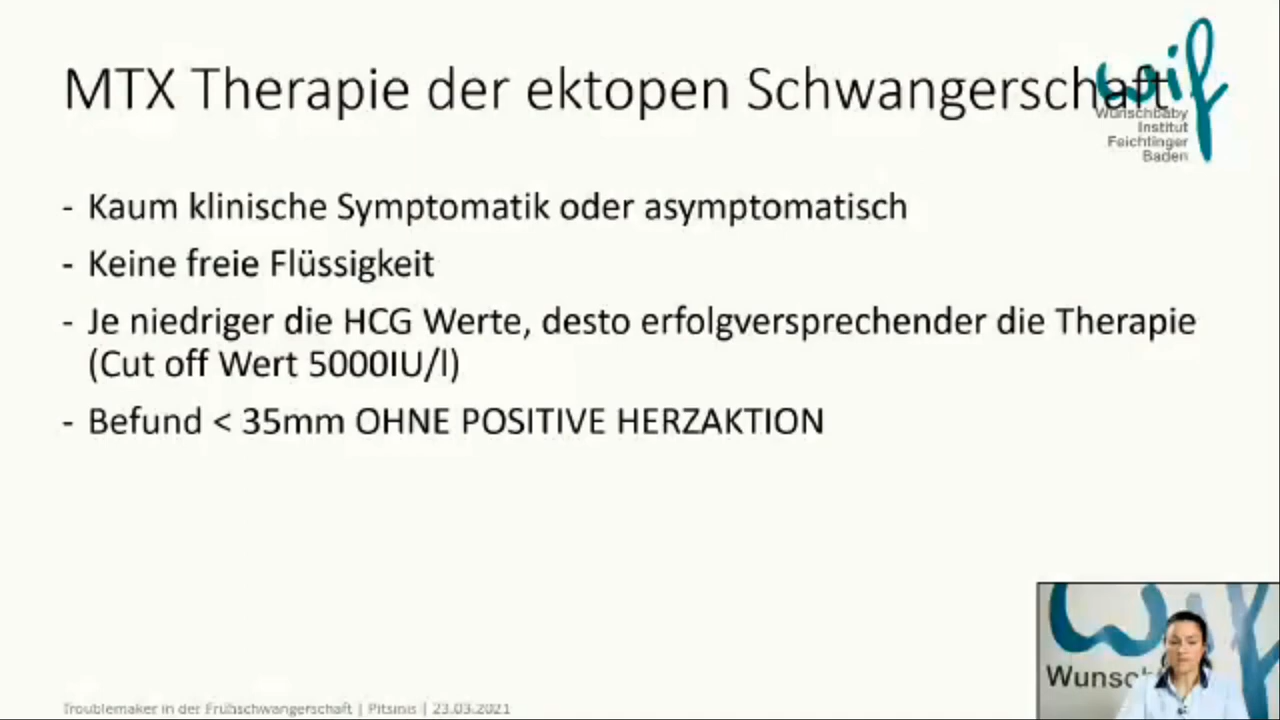 MTX Therapie der ektopen Schwangerschaft
wif
Wunschbaby
Institut
Feichtinger
Baden
- Kaum klinische Symptomatik oder asymptomatisch
- Keine freie Flüssigkeit
- Je niedriger die HCG Werte, desto erfolgversprechender die Therapie
(Cut off Wert 5000IU/l)
- Befund < 35mm OHNE POSITIVE HERZAKTION
Troublemaker in der Frühschwangerschaft | Pitsinis | 23.03.2021